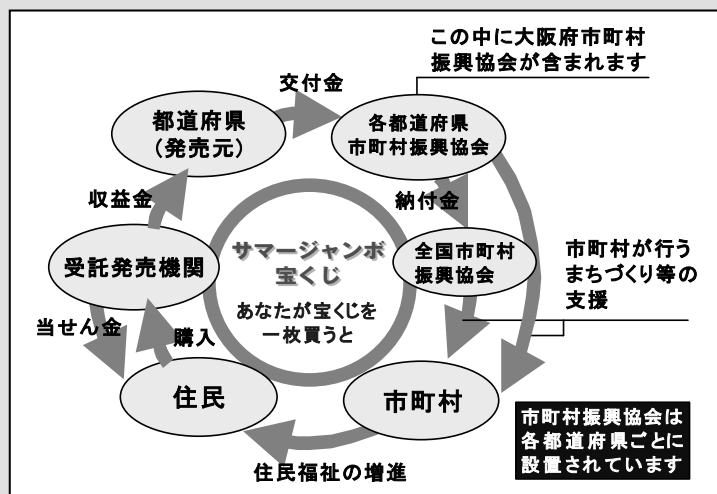 この中に大阪府市町村
振興協会が含まれます
交付金
都道府県
(発売元)
各都道府県
市町村振興協会
収益金
納付金
サマージャンボ
宝くじ
あなたが宝くじを
一枚買うと
受託発売機関
全国市町村
振興協会
市町村が行う
まちづくり等の
支援
当せん金
購入
住民
市町村
住民福祉の増進
市町村振興協会は
各都道府県ごとに
設置されています